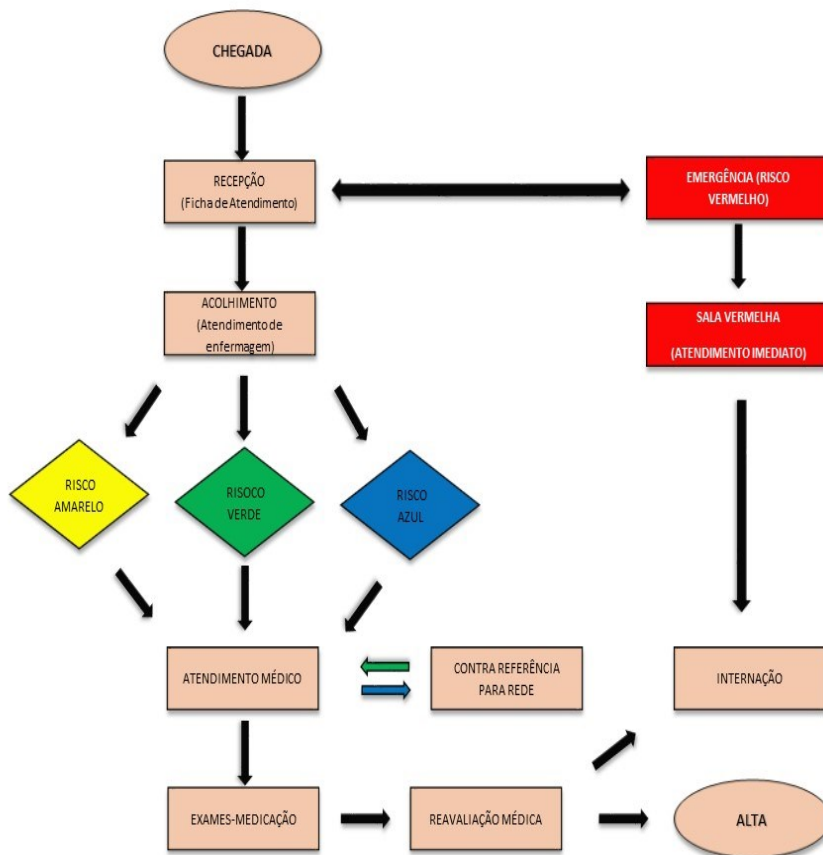 CHEGADA
RECEPÇÃO
(Ficha de Atendimento)
EMERGÊNCIA (RISCO
VERMELHO)
ACOLHIMENTO
(Atendimento de
enfermagem)
SALA VERMELHA
(ATENDIMENTO IMEDIATO)
RISCO
AMARELO
RISOCO
VERDE
RISCO
AZUL
ATENDIMENTO MÉDICO
CONTRA REFERÊNCIA
PARA REDE
INTERNAÇÃO
EXAMES-MEDICAÇÃO
REAVALIAÇÃO MÉDICA
ALTA